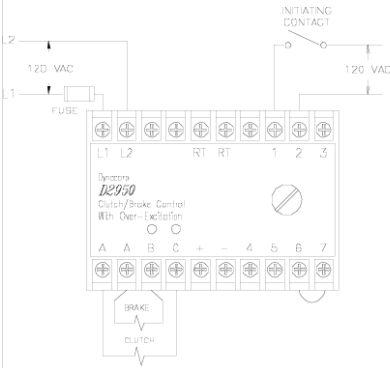 INITIATING
CONTACT
L2
120 VAC
120 VAC
L1
FUSE
L1 L2 RT RT 1 2 3
Dynacorp
D2950
Clutch/Brake Control
With Over-Excitation
A A B C + - 4 5 6 7
BRAKE
CLUTCH